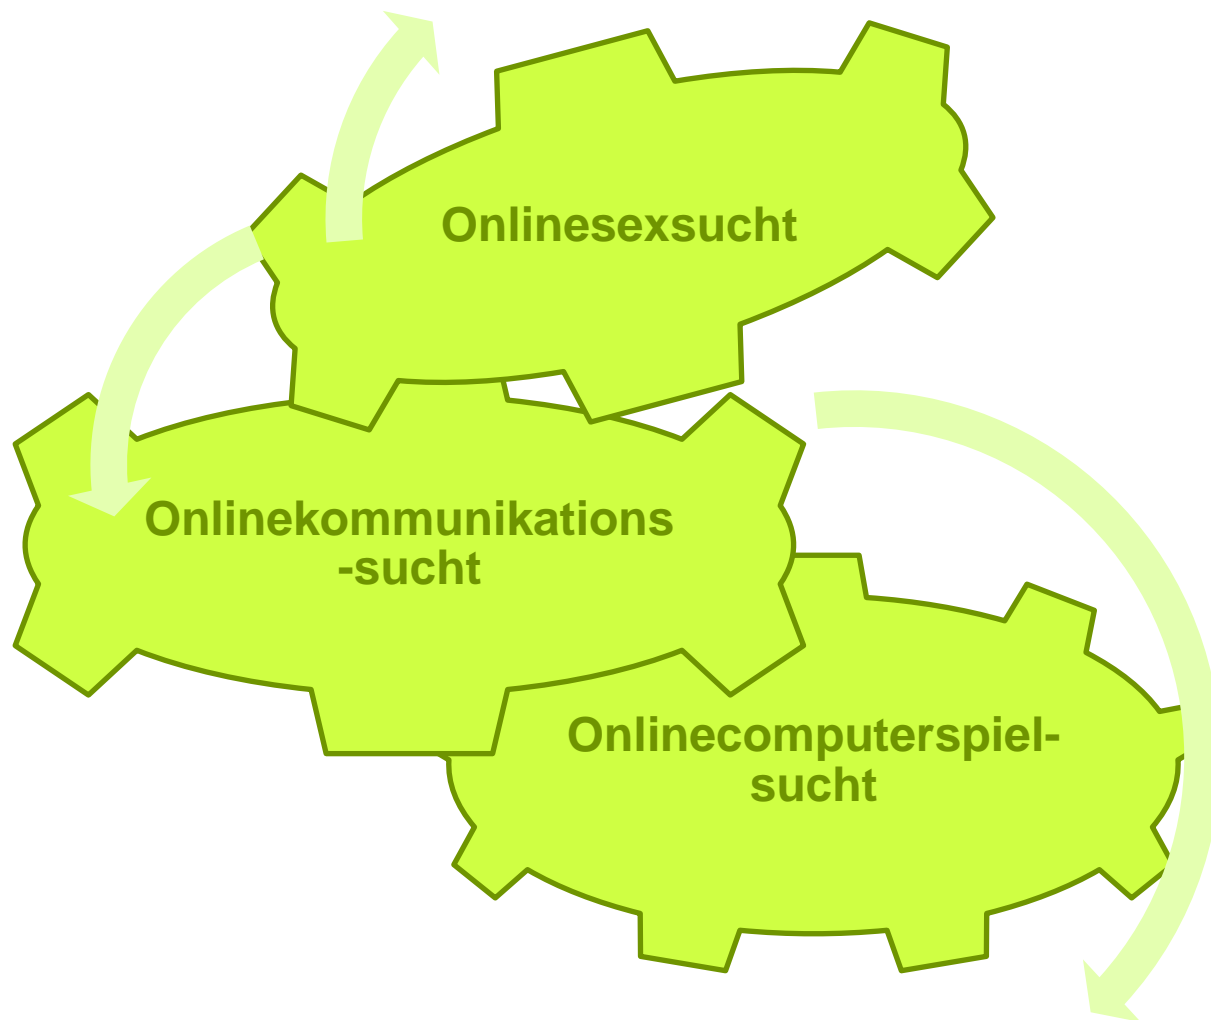 Onlinesexsucht
Onlinekommunikations
-sucht
Onlinecomputerspiel-
sucht